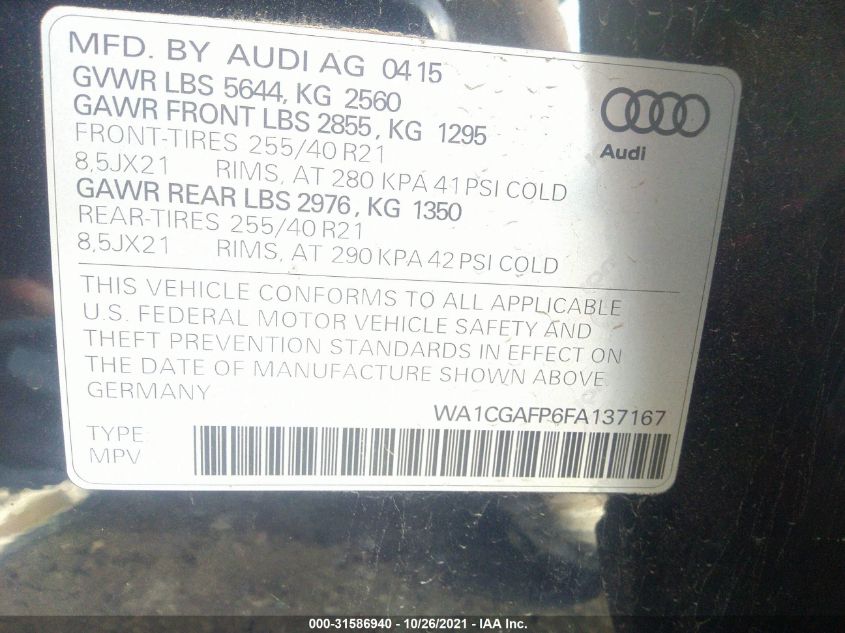 MFD. BY AUDI AG 04 15
GVWR LBS 5644, KG 2560
GAWR FRONT LBS 2855, KG 1295
FRONT-TIRES 255/40 R21
8,5JX21 RIMS, AT 280 KPA 41 PSI COLD
GAWR REAR LBS 2976, KG 1350
REAR-TIRES 255/40 R21
8,5JX21 RIMS, AT 290 KPA 42 PSI COLD
Audi
THIS VEHICLE CONFORMS TO ALL APPLICABLE
U.S. FEDERAL MOTOR VEHICLE SAFETY AND
THEFT PREVENTION STANDARDS IN EFFECT ON
THE DATE OF MANUFACTURE SHOWN ABOVE
GERMANY
WA1CGAFP6FA137167
TYPE:
MPV
000-31586940 - 10/26/2021 - IAA Inc.